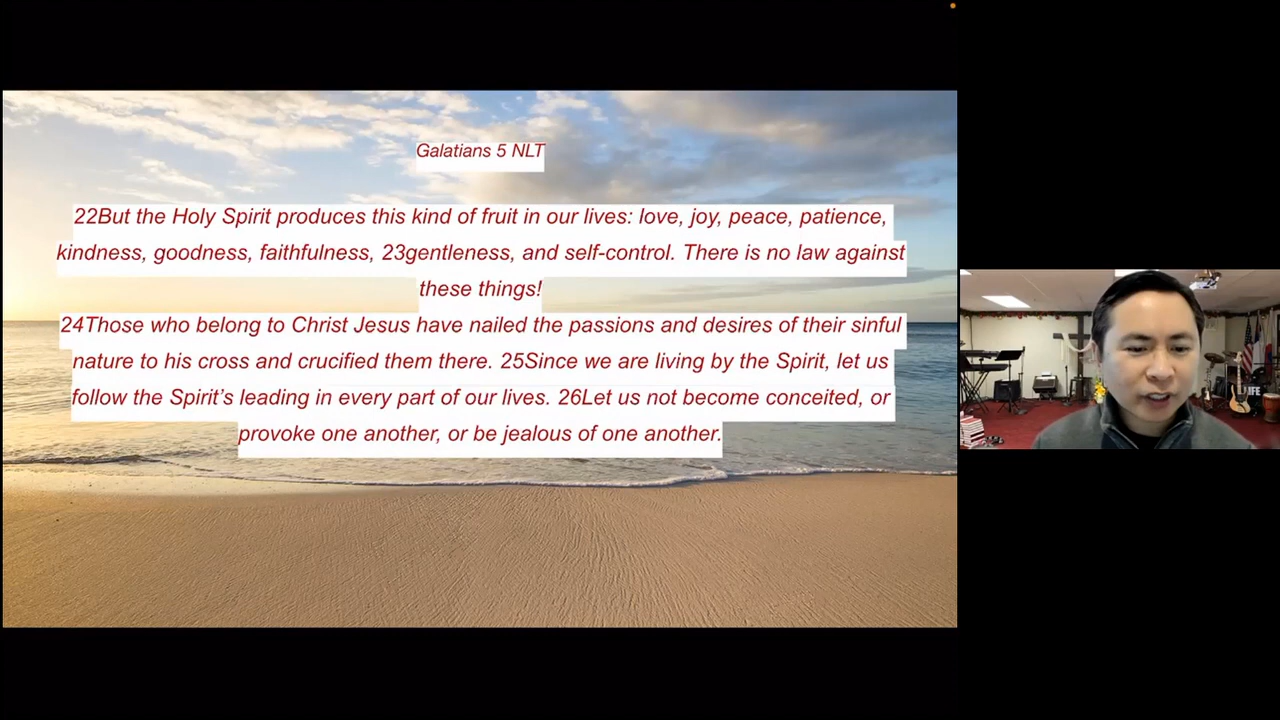 Galatians 5 NLT
22But the Holy Spirit produces this kind of fruit in our lives: love, joy, peace, patience,
kindness, goodness, faithfulness, 23gentleness, and self-control. There is no law against
these things!
24Those who belong to Christ Jesus have nailed the passions and desires of their sinful
nature to his cross and crucified them there. 25Since we are living by the Spirit, let us
follow the Spirit’s leading in every part of our lives. 26Let us not become conceited, or
provoke one another, or be jealous of one another.
LIFE